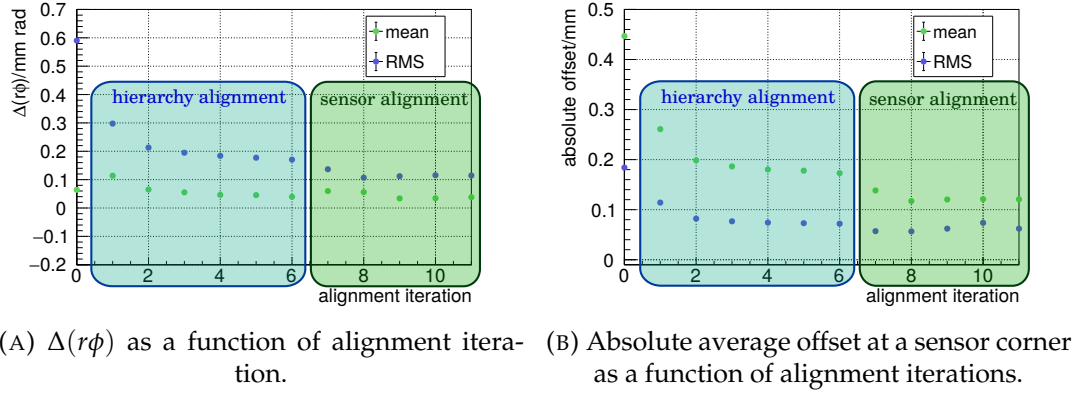 0.7
0.6
0.5
0.4
0.3
0.2
0.1
0
−0.1
−0.2
Δ(rϕ)/mm rad
mean
RMS
hierarchy alignment
sensor alignment
0 2 4 6 8 10
alignment iteration
0.5
0.4
0.3
0.2
0.1
0
absolute offset/mm
mean
RMS
hierarchy alignment
sensor alignment
0 2 4 6 8 10
alignment iteration
(A) Δ(rϕ) as a function of alignment itera-
tion.
(B) Absolute average offset at a sensor corner
as a function of alignment iterations.